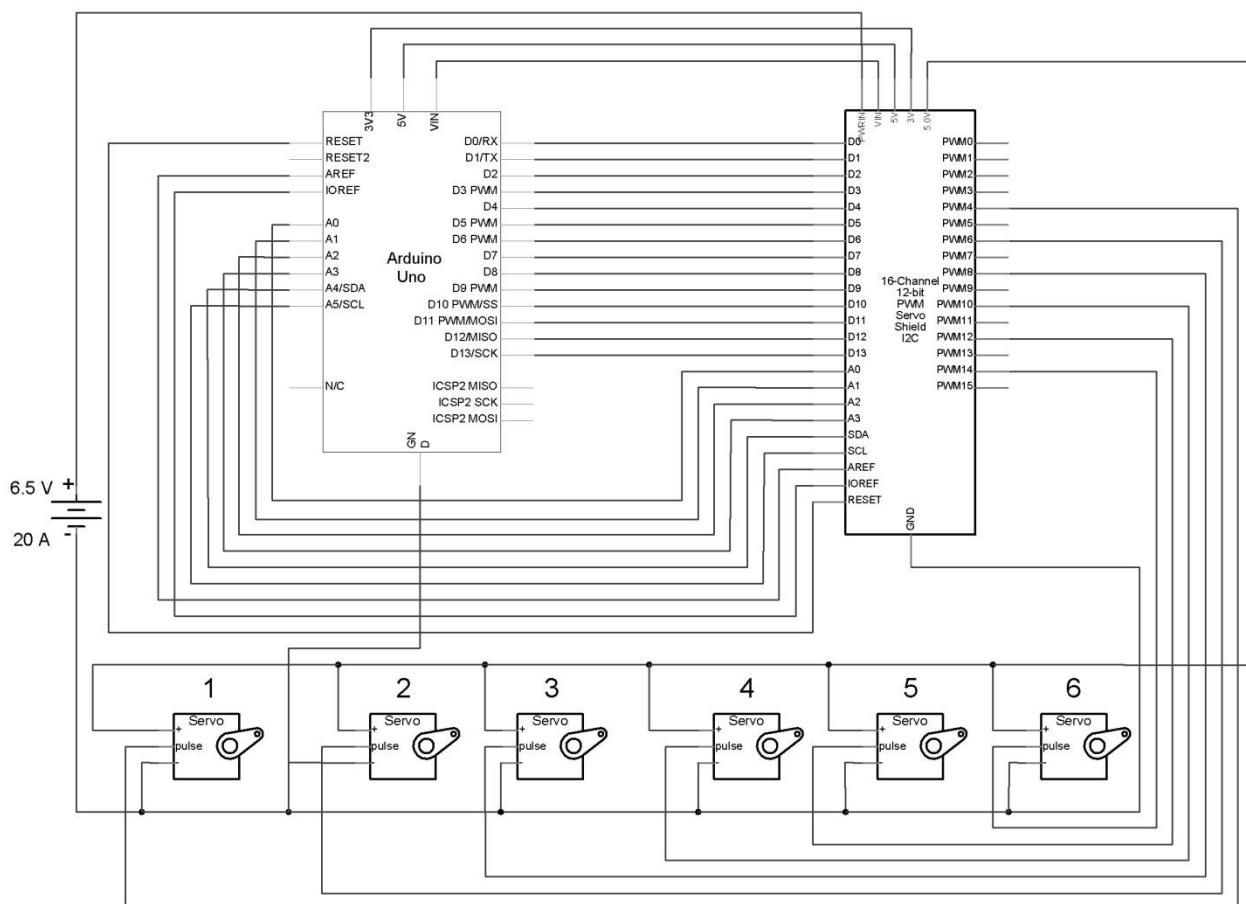 3V3
5V
VIN
PWRIN
VIN
5V
3V
5.0V
RESET
RESET2
AREF
IOREF
A0
A1
A2
A3
A4/SDA
A5/SCL
N/C
Arduino
Uno
D0/RX
D1/TX
D2
D3 PWM
D4
D5 PWM
D6 PWM
D7
D8
D9 PWM
D10 PWM/SS
D11 PWM/MOSI
D12/MISO
D13/SCK
ICSP2 MISO
ICSP2 SCK
ICSP2 MOSI
GN
D
D0
D1
D2
D3
D4
D5
D6
D7
D8
D9
D10
D11
D12
D13
A0
A1
A2
A3
SDA
SCL
AREF
IOREF
RESET
16-Channel
12-bit
PWM
Servo
Shield
I2C
PWM0
PWM1
PWM2
PWM3
PWM4
PWM5
PWM6
PWM7
PWM8
PWM9
PWM10
PWM11
PWM12
PWM13
PWM14
PWM15
GND
6.5 V
+
20 A
-
1
Servo
+
pulse
-
2
Servo
+
pulse
-
3
Servo
+
pulse
-
4
Servo
+
pulse
-
5
Servo
+
pulse
-
6
Servo
+
pulse
-